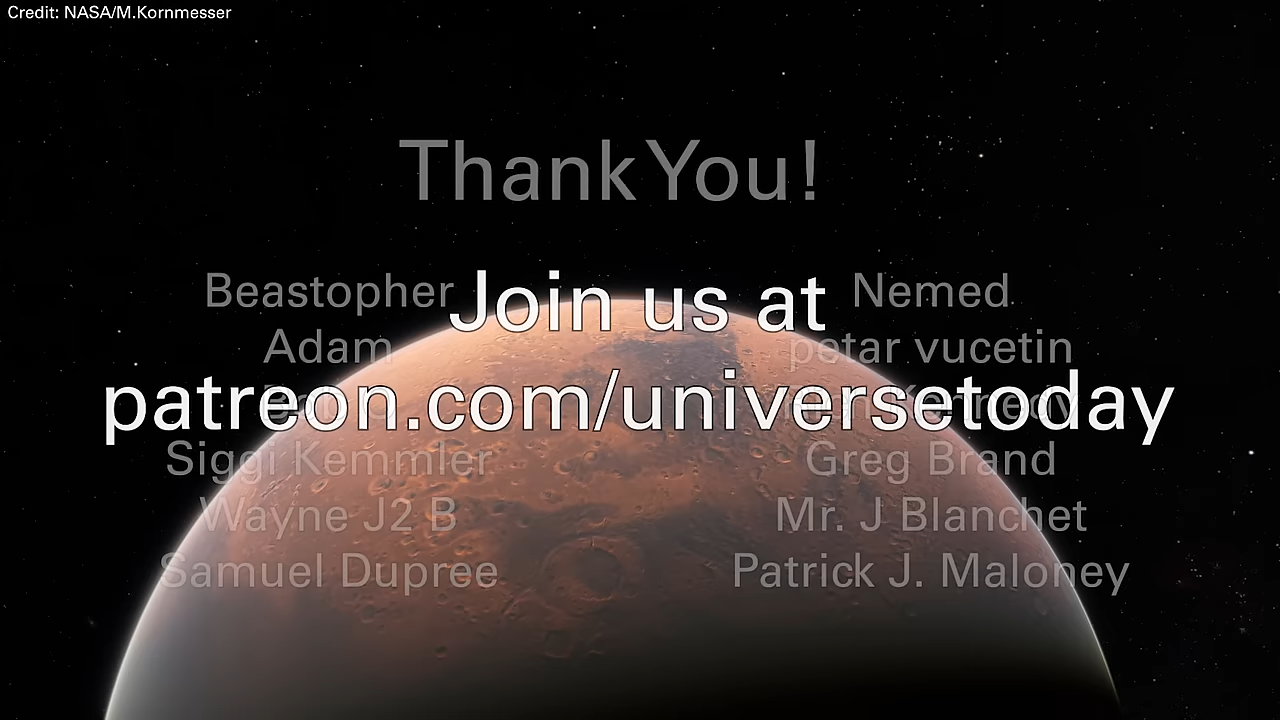 Credit: NASA/M.Kornmesser
Thank You!
Join us at
Beastopher
Nemed
Adam
petar vucetin
patreon.com/universetoday
Kennedy
Siggi Kemmler
Greg Brand
Wayne J2 B
Mr. J Blanchet
Samuel Dupree
Patrick J. Maloney